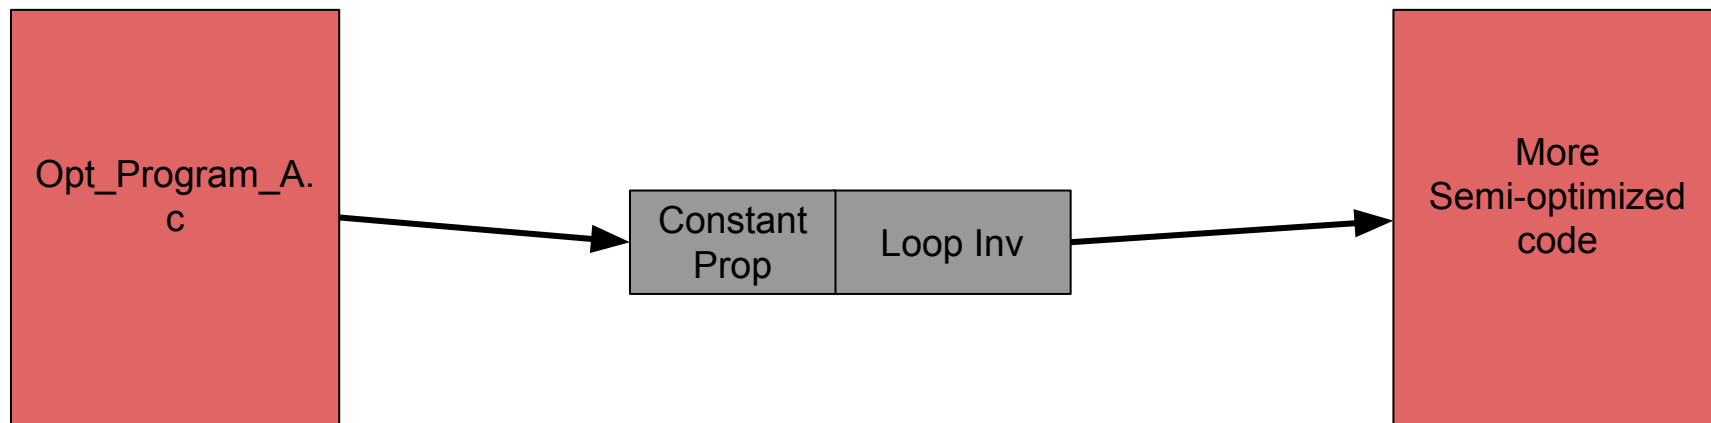 Opt_Program_A.
c
Constant
Prop
Loop Inv
More
Semi-optimized
code